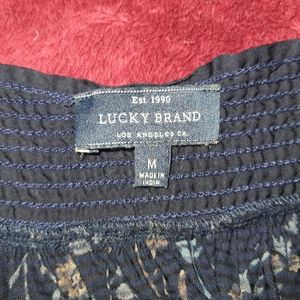 Est. 1990
LUCKY BRAND
LOS ANGELES CA.
M
MADE IN
INDIA